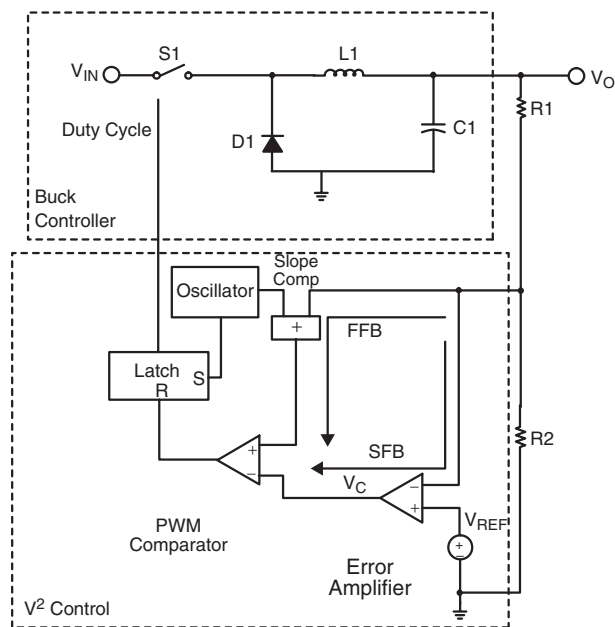 S1
L1
V_IN
V_O
R1
Duty Cycle
D1
C1
Buck
Controller
Slope
Comp
Oscillator
+
FFB
Latch
S
R
+
−
SFB
R2
V_C
−
+
V_REF
+
−
PWM
Comparator
Error
Amplifier
V² Control